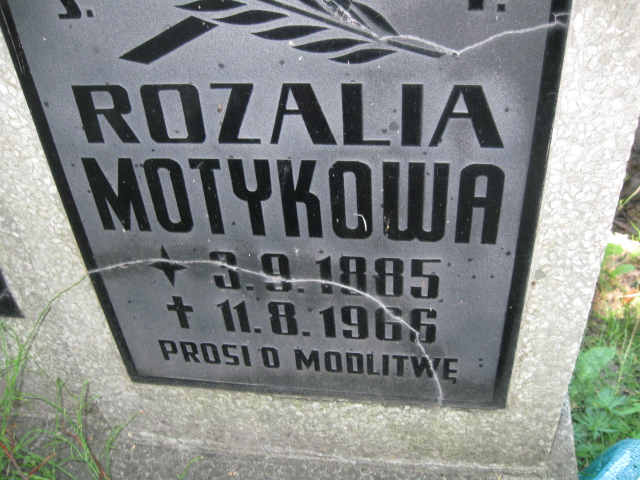 ROZALIA
MOTYKOWA
3.9.1885
† 11.8.1966
PROSI O MODLITWĘ